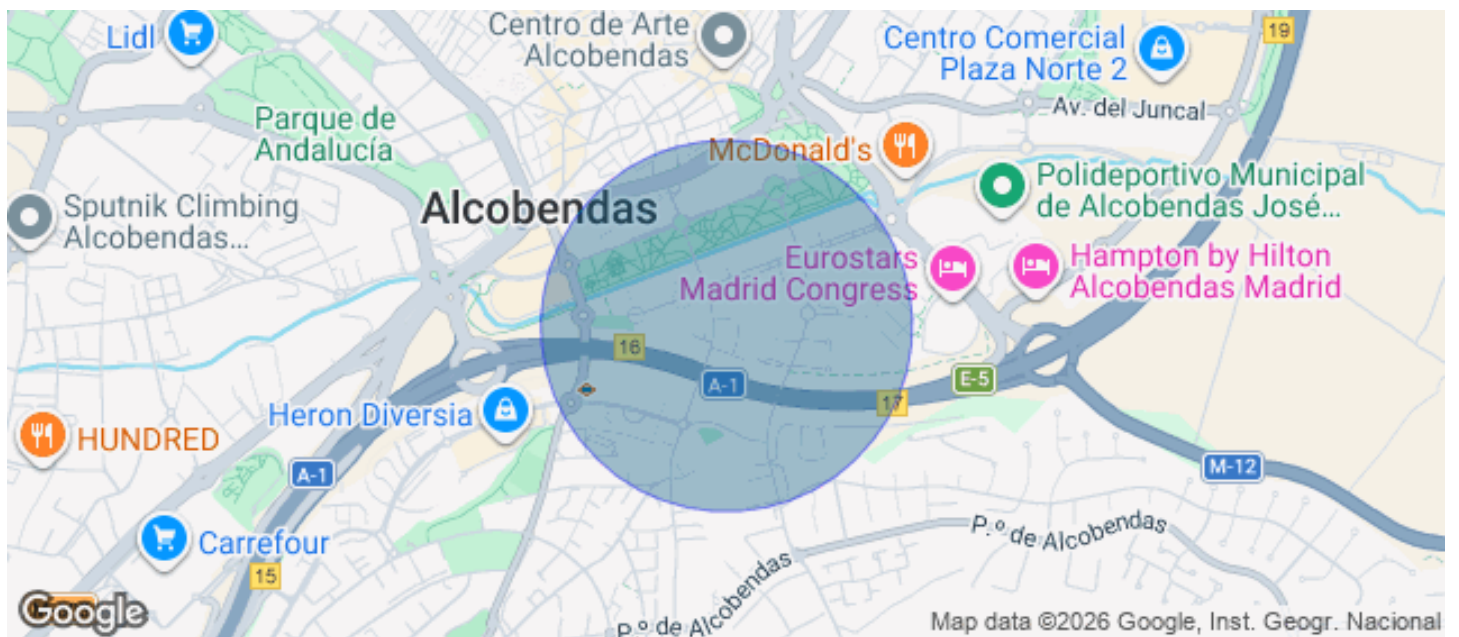 Lidl
Centro de Arte
Alcobendas
Centro Comercial
Plaza Norte 2
19
Av. del Juncal
Parque de
Andalucía
McDonald's
Sputnik Climbing
Alcobendas...
Alcobendas
Polideportivo Municipal
de Alcobendas José...
Eurostars
Madrid Congress
Hampton by Hilton
Alcobendas Madrid
16
A-1
E-5
17
Heron Diversia
HUNDRED
A-1
M-12
Carrefour
P.º de Alcobendas
15
P.º de Alcobendas
Google
Map data ©2026 Google, Inst. Geogr. Nacional